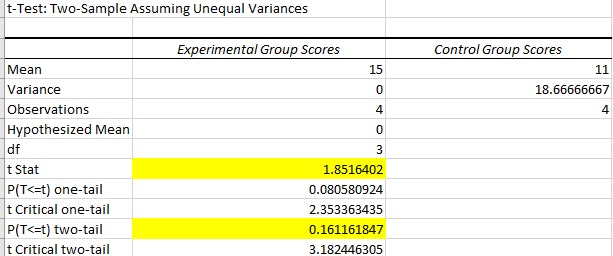 t-Test: Two-Sample Assuming Unequal Variances
Experimental Group Scores Control Group Scores
Mean 15 11
Variance 0 18.66666667
Observations 4 4
Hypothesized Mean 0
df 3
t Stat 1.8516402
P(T<=t) one-tail 0.080580924
t Critical one-tail 2.353363435
P(T<=t) two-tail 0.161161847
t Critical two-tail 3.182446305